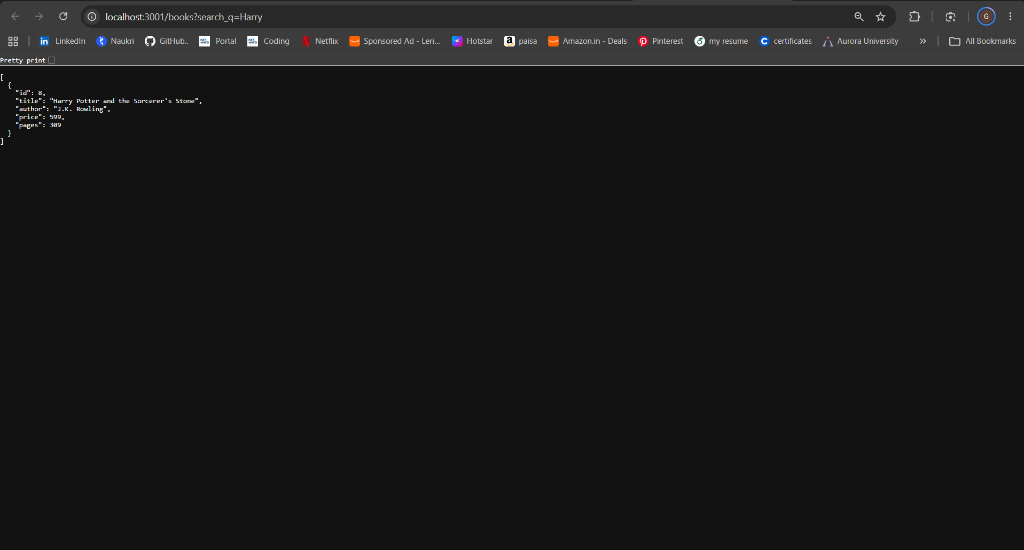 localhost:3001/books?search_q=Harry
G
in LinkedIn Naukri GitHub.. Portal Coding Netflix Sponsored Ad - Leri... Hotstar a paisa Amazon.in - Deals Pinterest my resume C certificates Aurora University » All Bookmarks
Pretty print
[
{
"id": 8,
"title": "Harry Potter and the Sorcerer's Stone",
"author": "J.K. Rowling",
"price": 599,
"pages": 309
}
]